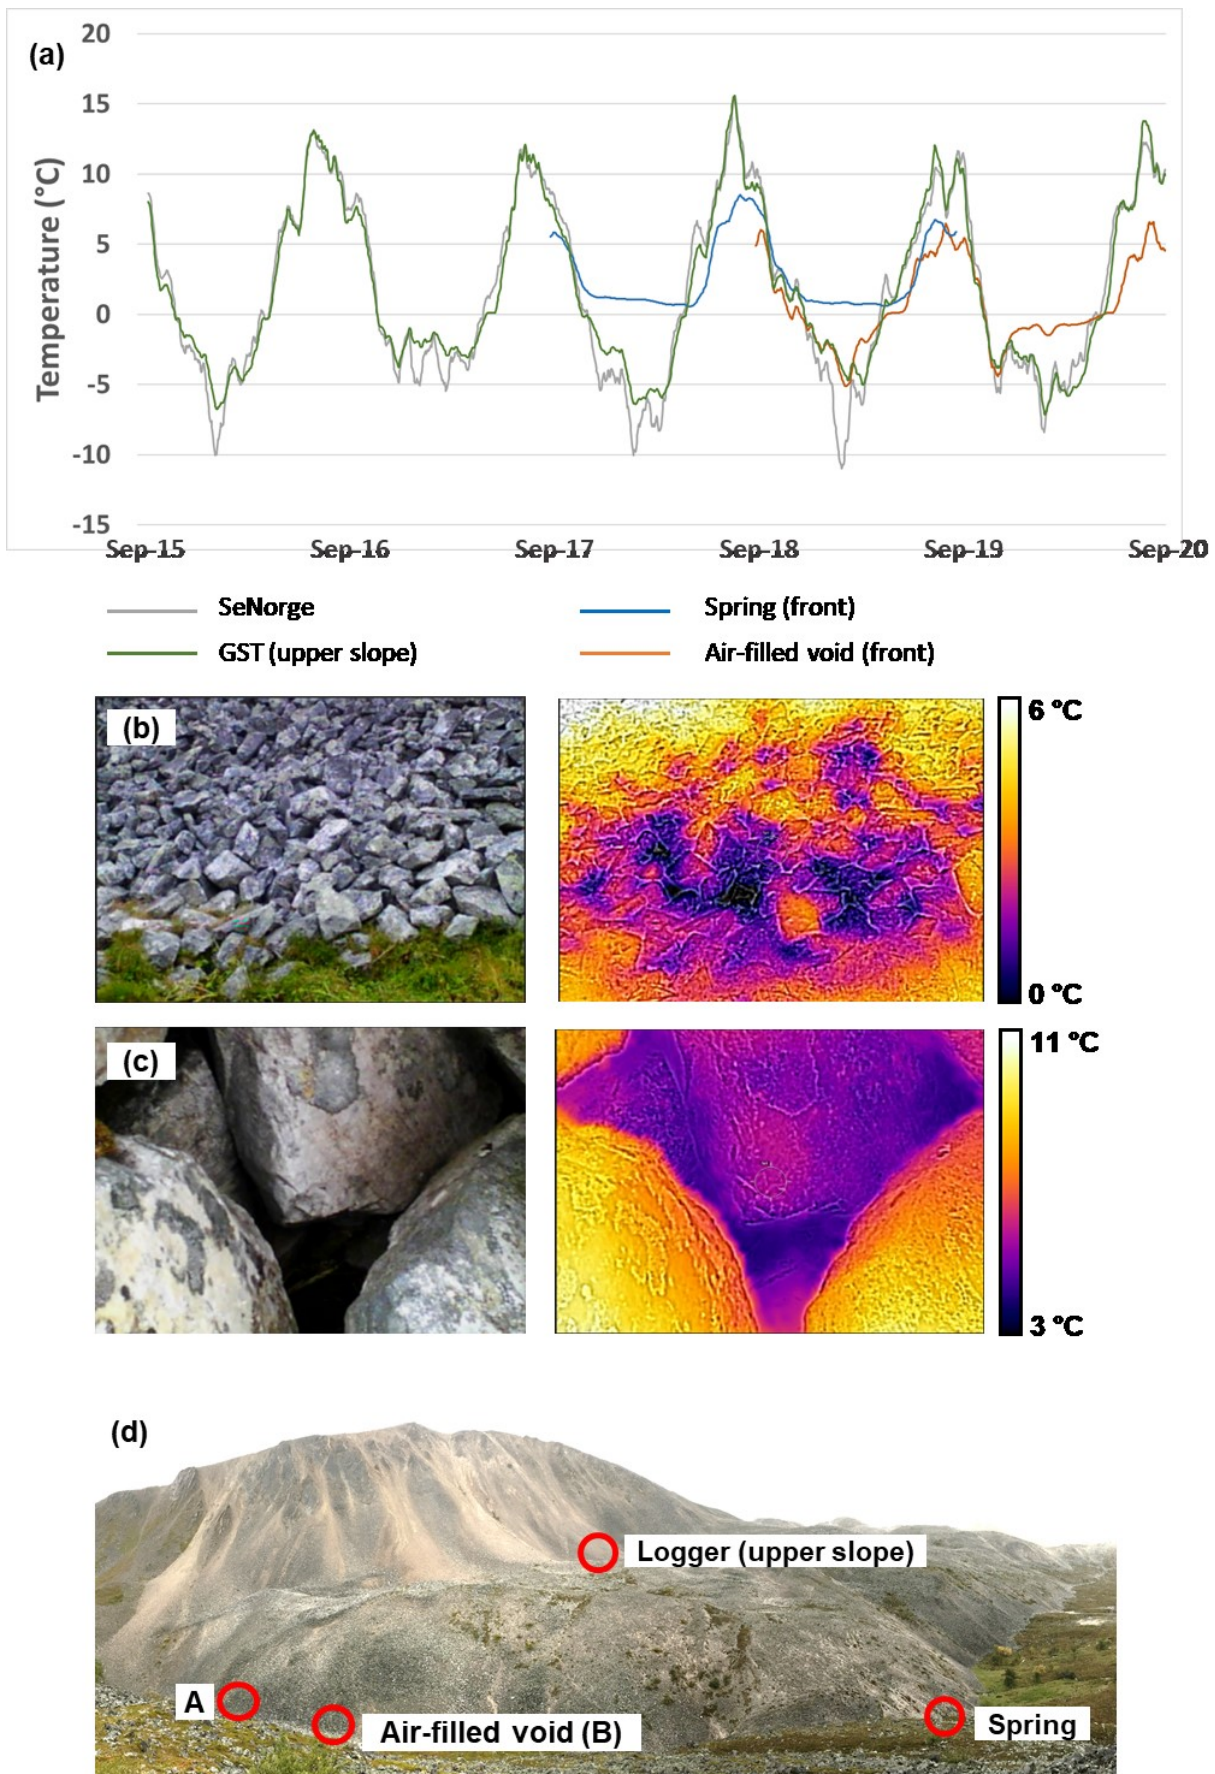 (a)
20
15
10
5
0
-5
-10
-15
Temperature (°C)
Sep-15 Sep-16 Sep-17 Sep-18 Sep-19 Sep-20
SeNorge Spring (front)
GST (upper slope) Air-filled void (front)
(b) 6 °C
0 °C
(c) 11 °C
3 °C
(d)
Logger (upper slope)
A
Air-filled void (B) Spring